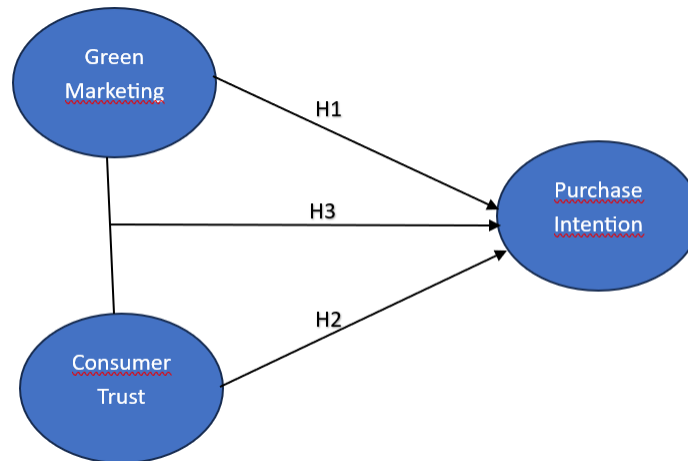 Green
Marketing
H1
Purchase
Intention
H3
H2
Consumer
Trust